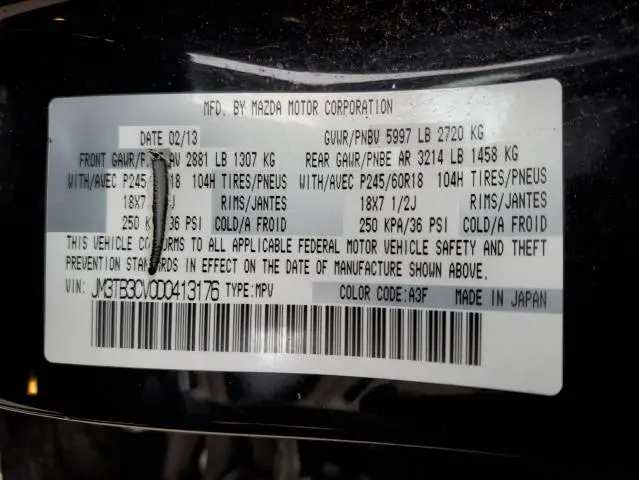 MFD. BY MAZDA MOTOR CORPORATION
DATE 02/13 GVWR/PNBV 5997 LB 2720 KG
FRONT GAWR/ AV 2881 LB 1307 KG REAR GAWR/PNBE AR 3214 LB 1458 KG
WITH/AVEC P245 18 104H TIRES/PNEUS WITH/AVEC P245/60R18 104H TIRES/PNEUS
18X7 J RIMS/JANTES 18X7 1/2J RIMS/JANTES
250 36 PSI COLD/A FROID 250 KPA/36 PSI COLD/A FROID
THIS VEHICLE TO ALL APPLICABLE FEDERAL MOTOR VEHICLE SAFETY AND THEFT
PREVENTION IN EFFECT ON THE DATE OF MANUFACTURE SHOWN ABOVE.
VIN: JM3TB3CV0D0413176 TYPE:MPV COLOR CODE:A3F MADE IN JAPAN